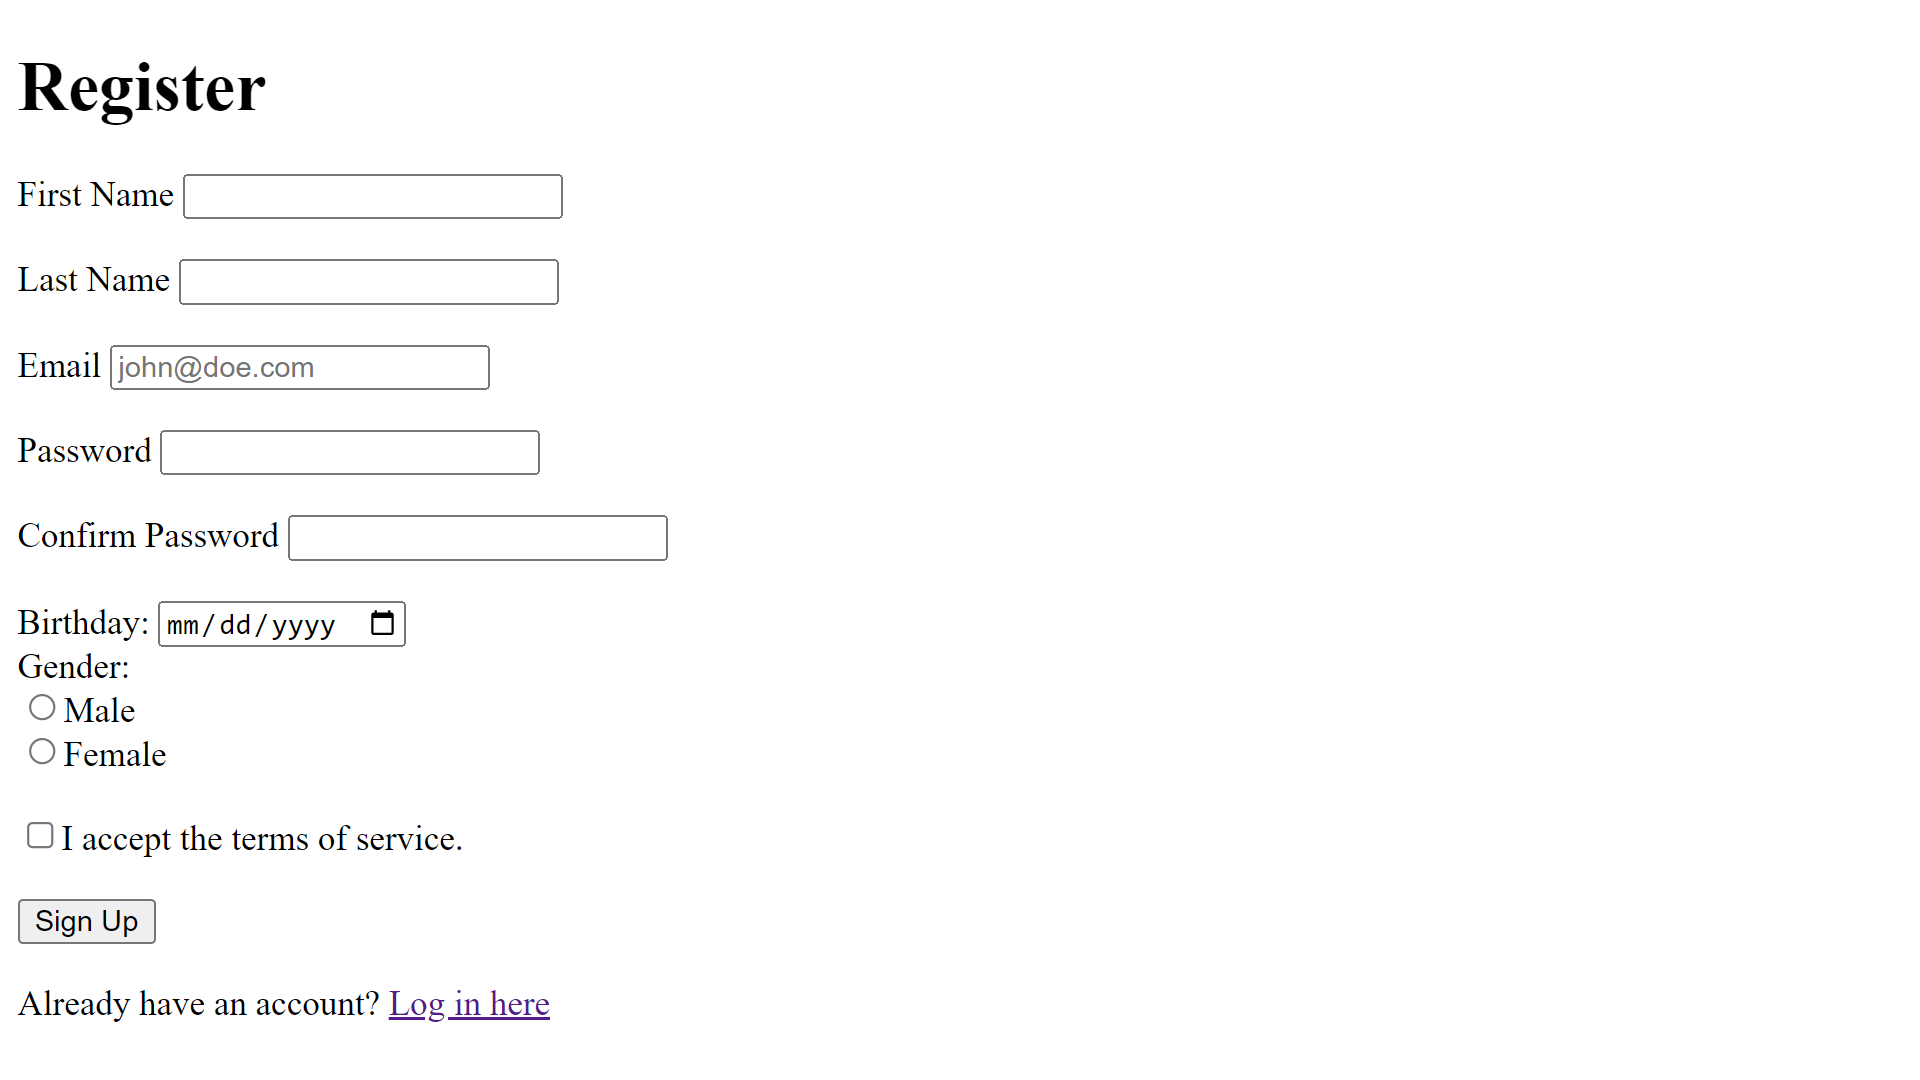 Register
First Name
Last Name
Email john@doe.com
Password
Confirm Password
Birthday: mm/dd/yyyy
Gender:
Male
Female
I accept the terms of service.
Sign Up
Already have an account? Log in here